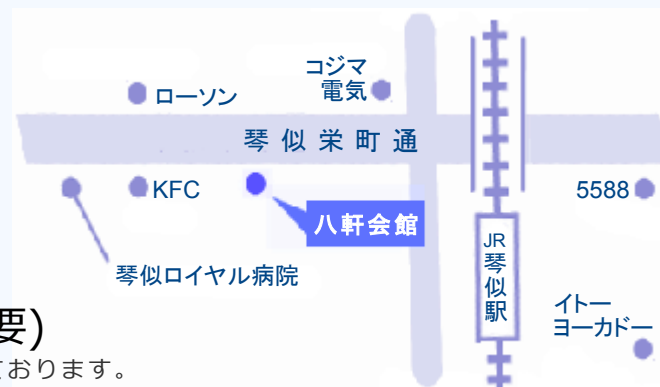 コジマ
電気
ローソン
琴似栄町通
KFC
5588
八軒会館
琴似ロイヤル病院
JR
琴似駅
イトー
ヨーカドー
要)
ております。